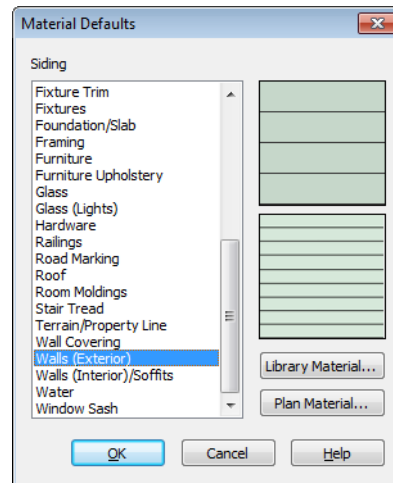 Material Defaults
Siding
Fixture Trim
Fixtures
Foundation/Slab
Framing
Furniture
Furniture Upholstery
Glass
Glass (Lights)
Hardware
Railings
Road Marking
Roof
Room Moldings
Stair Tread
Terrain/Property Line
Wall Covering
Walls (Exterior)
Walls (Interior)/Soffits
Water
Window Sash
Library Material...
Plan Material...
OK
Cancel
Help